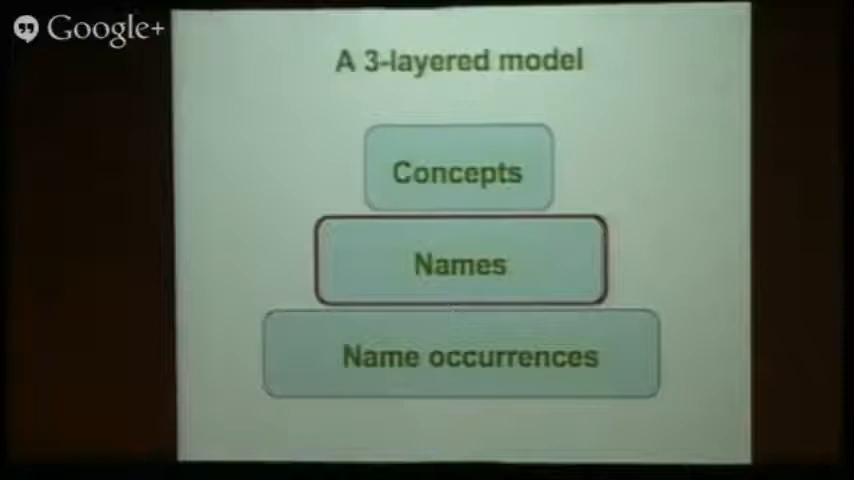 Google+
A 3-layered model
Concepts
Names
Name occurrences